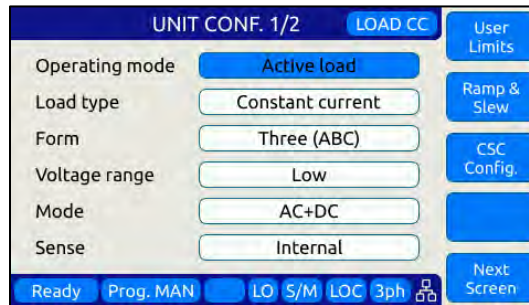 UNIT CONF. 1/2
LOAD CC
User
Limits
Operating mode
Active load
Load type
Constant current
Ramp &
Slew
Form
Three (ABC)
CSC
Config.
Voltage range
Low
Mode
AC+DC
Sense
Internal
Next
Screen
Ready
Prog. MAN
LO
S/M
LOC
3ph